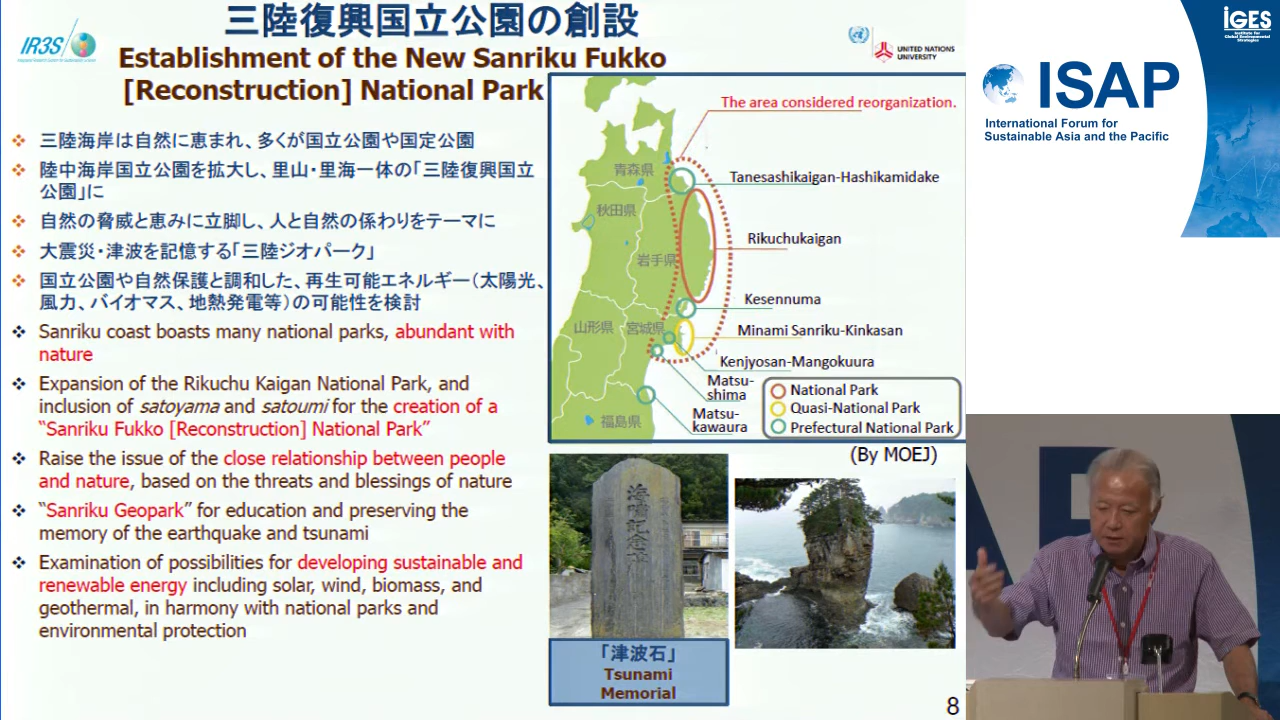 三陸復興国立公園の創設
IR3S
UNITED NATIONS
UNIVERSITY
Establishment of the New Sanriku Fukko
[Reconstruction] National Park
❖ 三陸海岸は自然に恵まれ、多くが国立公園や国定公園
❖ 陸中海岸国立公園を拡大し、里山・里海一体の「三陸復興国立
公園」に
❖ 自然の脅威と恵みに立脚し、人と自然の係わりをテーマに
❖ 大震災・津波を記憶する「三陸ジオパーク」
❖ 国立公園や自然保護と調和した、再生可能エネルギー(太陽光、
風力、バイオマス、地熱発電等)の可能性を検討
❖ Sanriku coast boasts many national parks, abundant with
nature
❖ Expansion of the Rikuchu Kaigan National Park, and
inclusion of satoyama and satoumi for the creation of a
“Sanriku Fukko [Reconstruction] National Park”
❖ Raise the issue of the close relationship between people
and nature, based on the threats and blessings of nature
❖ “Sanriku Geopark” for education and preserving the
memory of the earthquake and tsunami
❖ Examination of possibilities for developing sustainable and
renewable energy including solar, wind, biomass, and
geothermal, in harmony with national parks and
environmental protection
The area considered reorganization.
青森県
Tanesashikaigan-Hashikamidake
秋田県
Rikuchukaigan
岩手県
Kesennuma
山形県
宮城県
Minami Sanriku-Kinkasan
Kenjyosan-Mangokuura
Matsu-
shima
Matsu-
kawaura
福島県
National Park
Quasi-National Park
Prefectural National Park
(By MOEJ)
海嘯記念碑
「津波石」
Tsunami
Memorial
8
IGES
Institute for
Global Environmental
Strategies
ISAP
International Forum for
Sustainable Asia and the Pacific